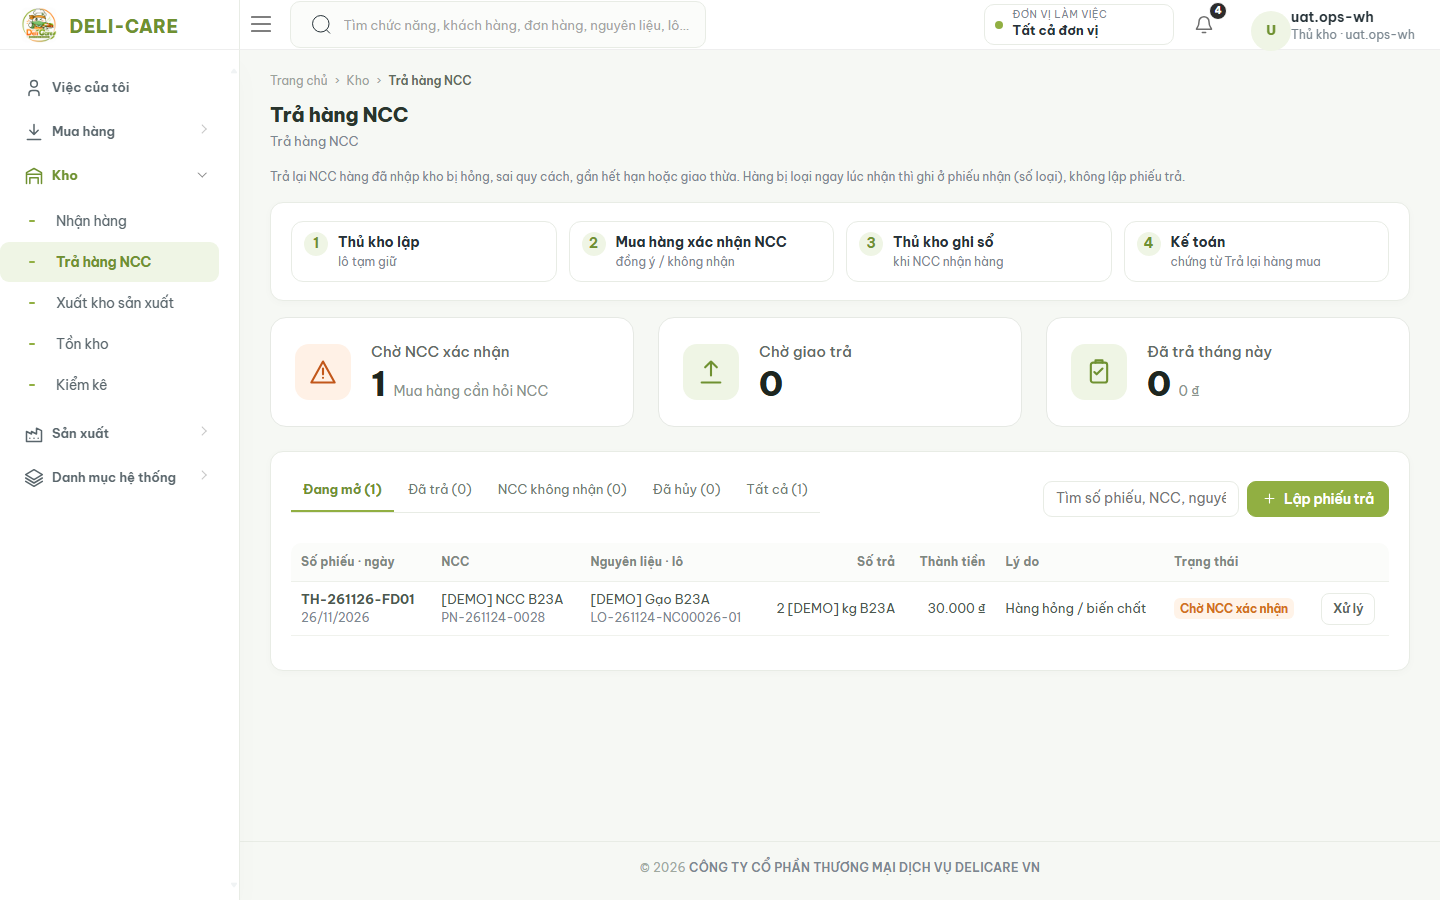 DELI-CARE
Tìm chức năng, khách hàng, đơn hàng, nguyên liệu, lô...
ĐƠN VỊ LÀM VIỆC
Tất cả đơn vị
4
U
uat.ops-wh
Thủ kho · uat.ops-wh
Việc của tôi
Mua hàng
Kho
Nhận hàng
Trả hàng NCC
Xuất kho sản xuất
Tồn kho
Kiểm kê
Sản xuất
Danh mục hệ thống
Trang chủ › Kho › Trả hàng NCC
Trả hàng NCC
Trả hàng NCC
Trả lại NCC hàng đã nhập kho bị hỏng, sai quy cách, gần hết hạn hoặc giao thừa. Hàng bị loại ngay lúc nhận thì ghi ở phiếu nhận (số loại), không lập phiếu trả.
1 Thủ kho lập
lô tạm giữ
2 Mua hàng xác nhận NCC
đồng ý / không nhận
3 Thủ kho ghi sổ
khi NCC nhận hàng
4 Kế toán
chứng từ Trả lại hàng mua
Chờ NCC xác nhận
1 Mua hàng cần hỏi NCC
Chờ giao trả
0
Đã trả tháng này
0 0 đ
Đang mở (1) Đã trả (0) NCC không nhận (0) Đã hủy (0) Tất cả (1)
Tìm số phiếu, NCC, nguyê
+ Lập phiếu trả
Số phiếu · ngày NCC Nguyên liệu · lô Số trả Thành tiền Lý do Trạng thái
TH-261126-FD01 [DEMO] NCC B23A [DEMO] Gạo B23A 2 [DEMO] kg B23A 30.000 đ Hàng hỏng / biến chất Chờ NCC xác nhận Xử lý
26/11/2026 PN-261124-0028 LO-261124-NC00026-01
© 2026 CÔNG TY CỔ PHẦN THƯƠNG MẠI DỊCH VỤ DELICARE VN